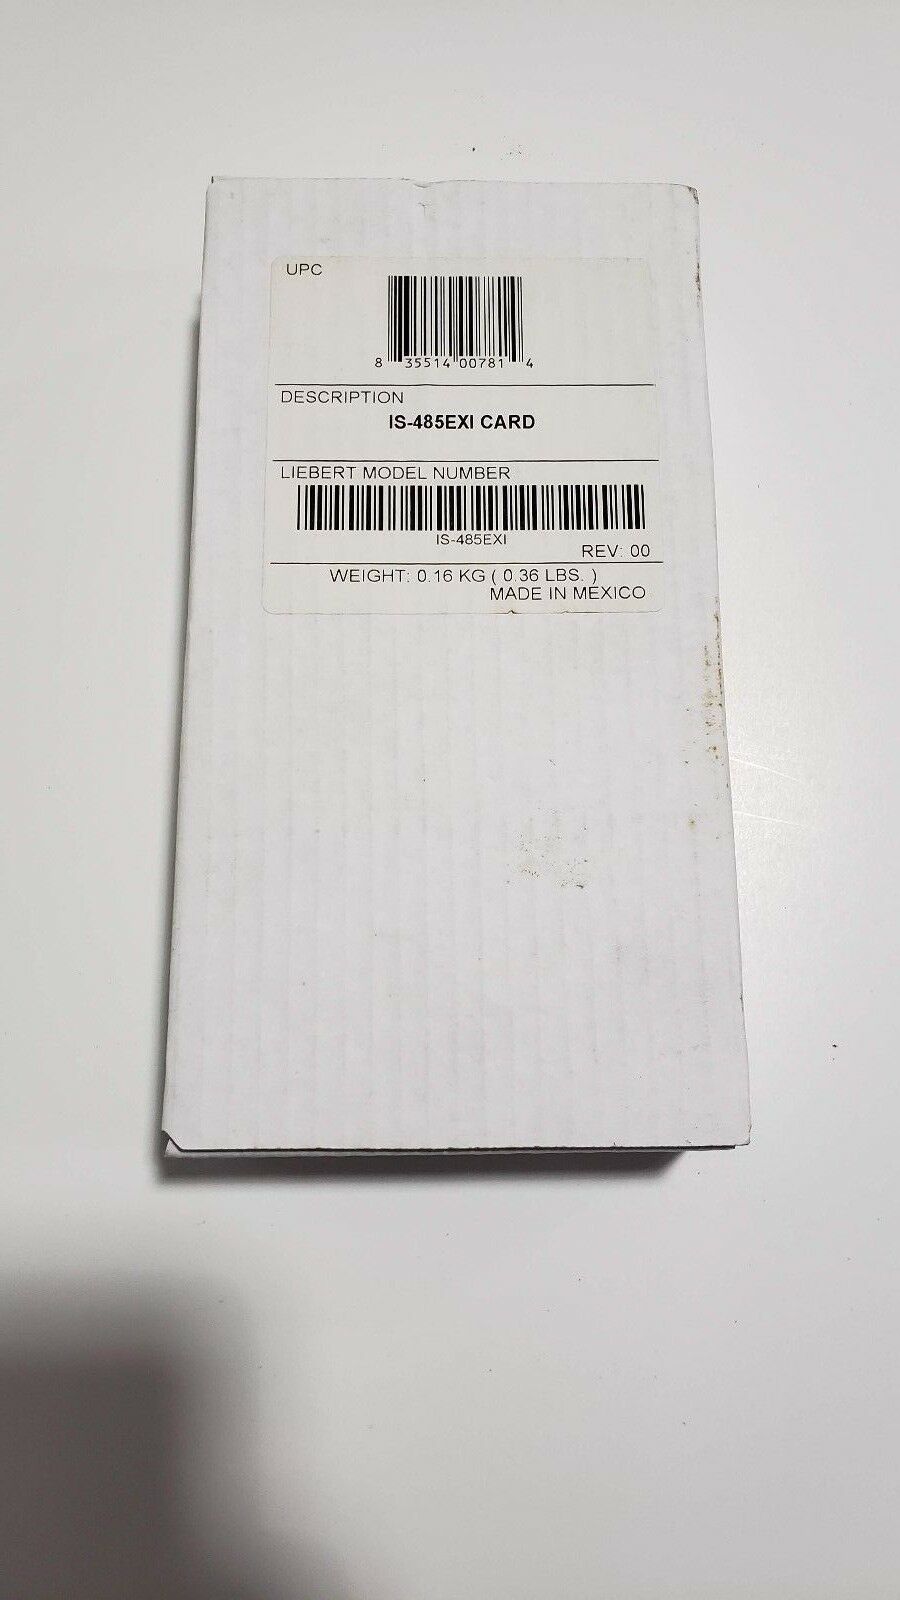 UPC
8 35514 00781 4
DESCRIPTION
IS-485EXI CARD
LIEBERT MODEL NUMBER
IS-485EXI
REV: 00
WEIGHT: 0.16 KG ( 0.36 LBS. )
MADE IN MEXICO